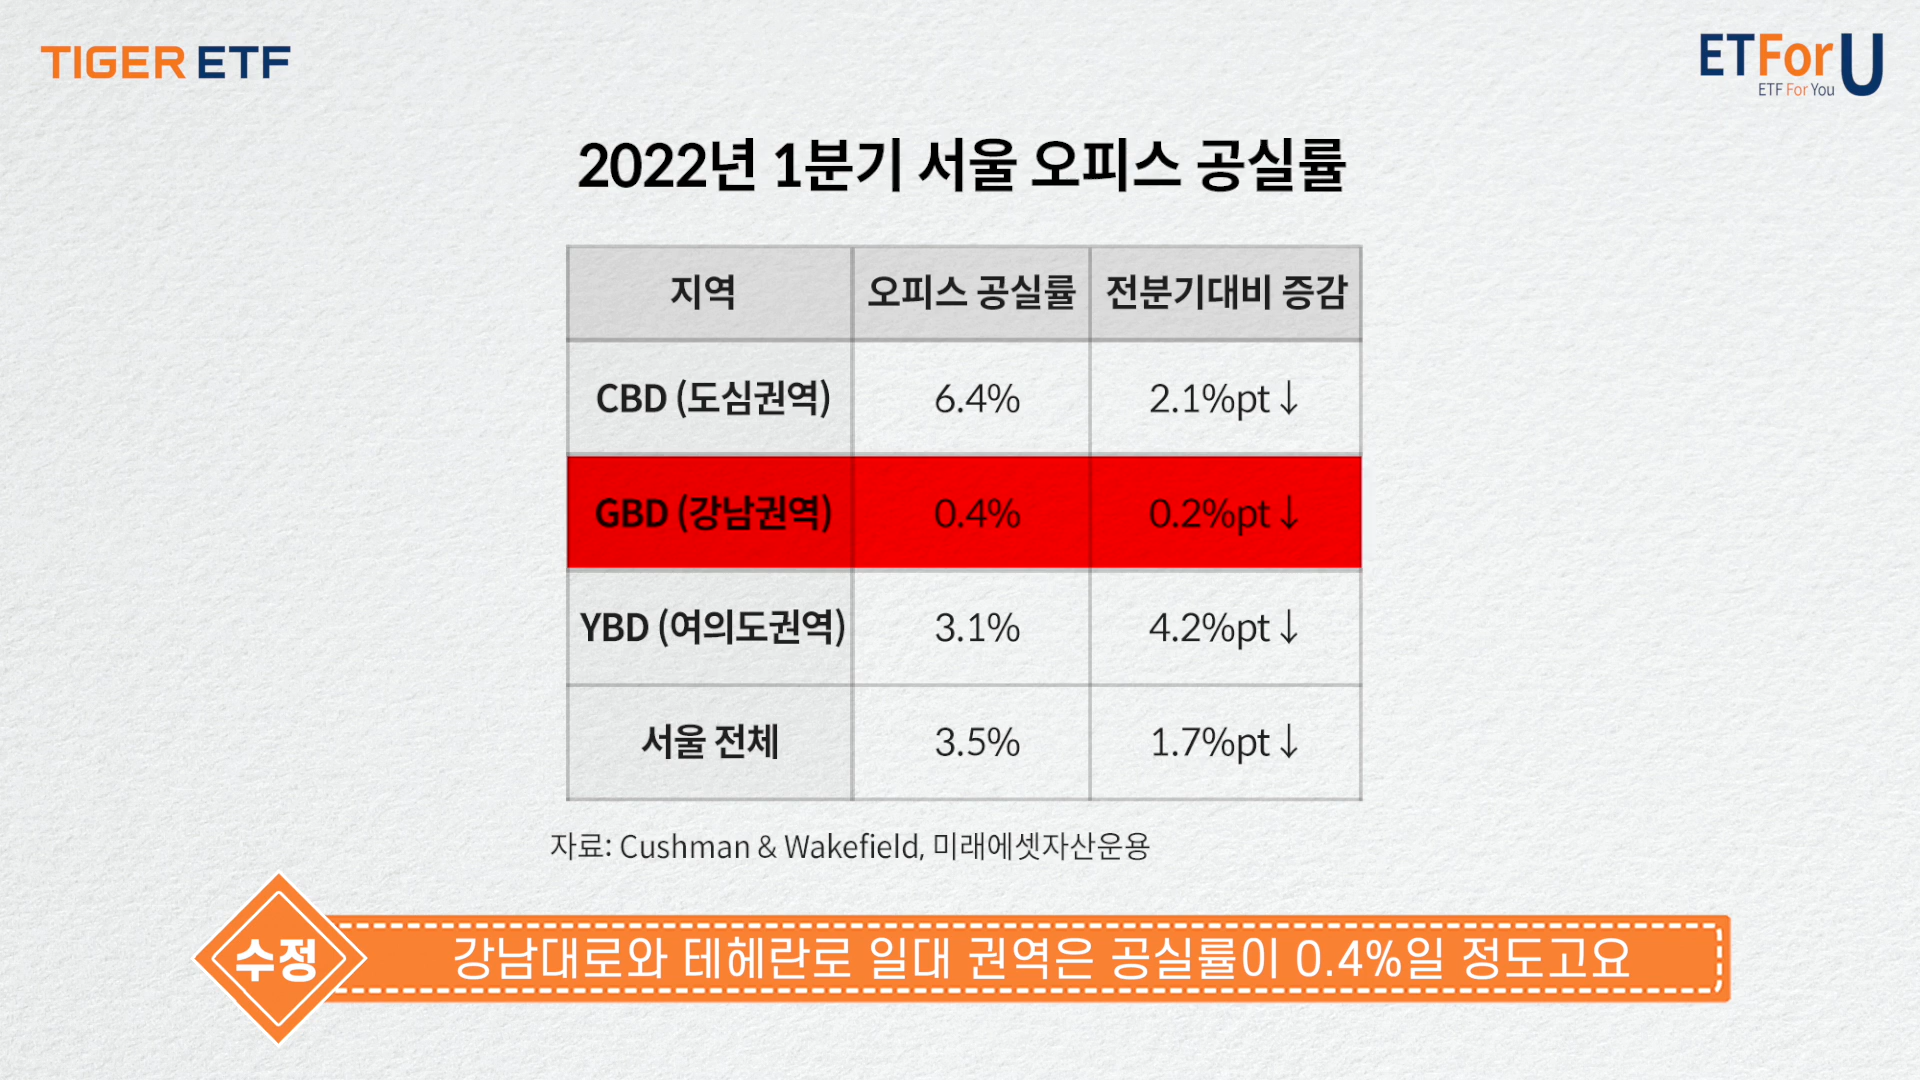 TIGER ETF
ETFor U
ETF For You
2022년 1분기 서울 오피스 공실률
지역 오피스 공실률 전분기대비 증감
CBD (도심권역) 6.4% 2.1%pt ↓
GBD (강남권역) 0.4% 0.2%pt ↓
YBD (여의도권역) 3.1% 4.2%pt ↓
서울 전체 3.5% 1.7%pt ↓
자료: Cushman & Wakefield, 미래에셋자산운용
수정 강남대로와 테헤란로 일대 권역은 공실률이 0.4%일 정도고요